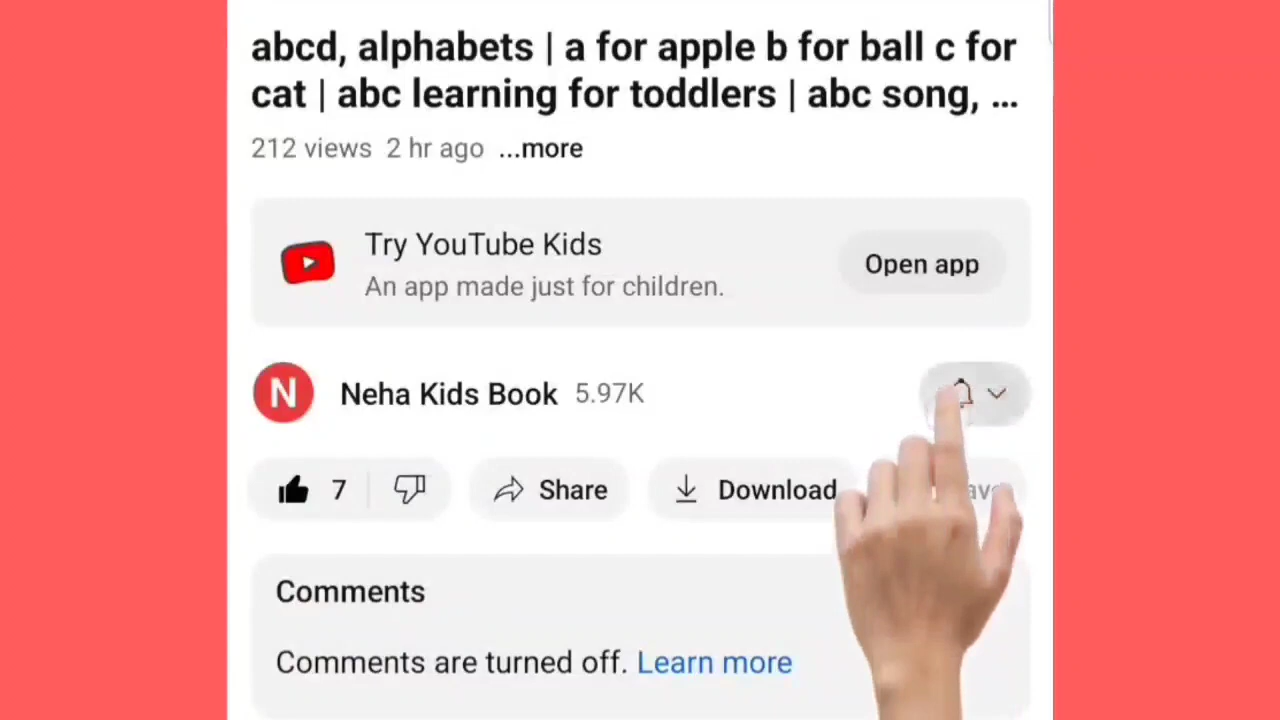 abcd, alphabets | a for apple b for ball c for
cat | abc learning for toddlers | abc song, ...
212 views 2 hr ago ...more
Try YouTube Kids
An app made just for children.
Open app
N
Neha Kids Book 5.97K
7
Share
Download
Comments
Comments are turned off. Learn more